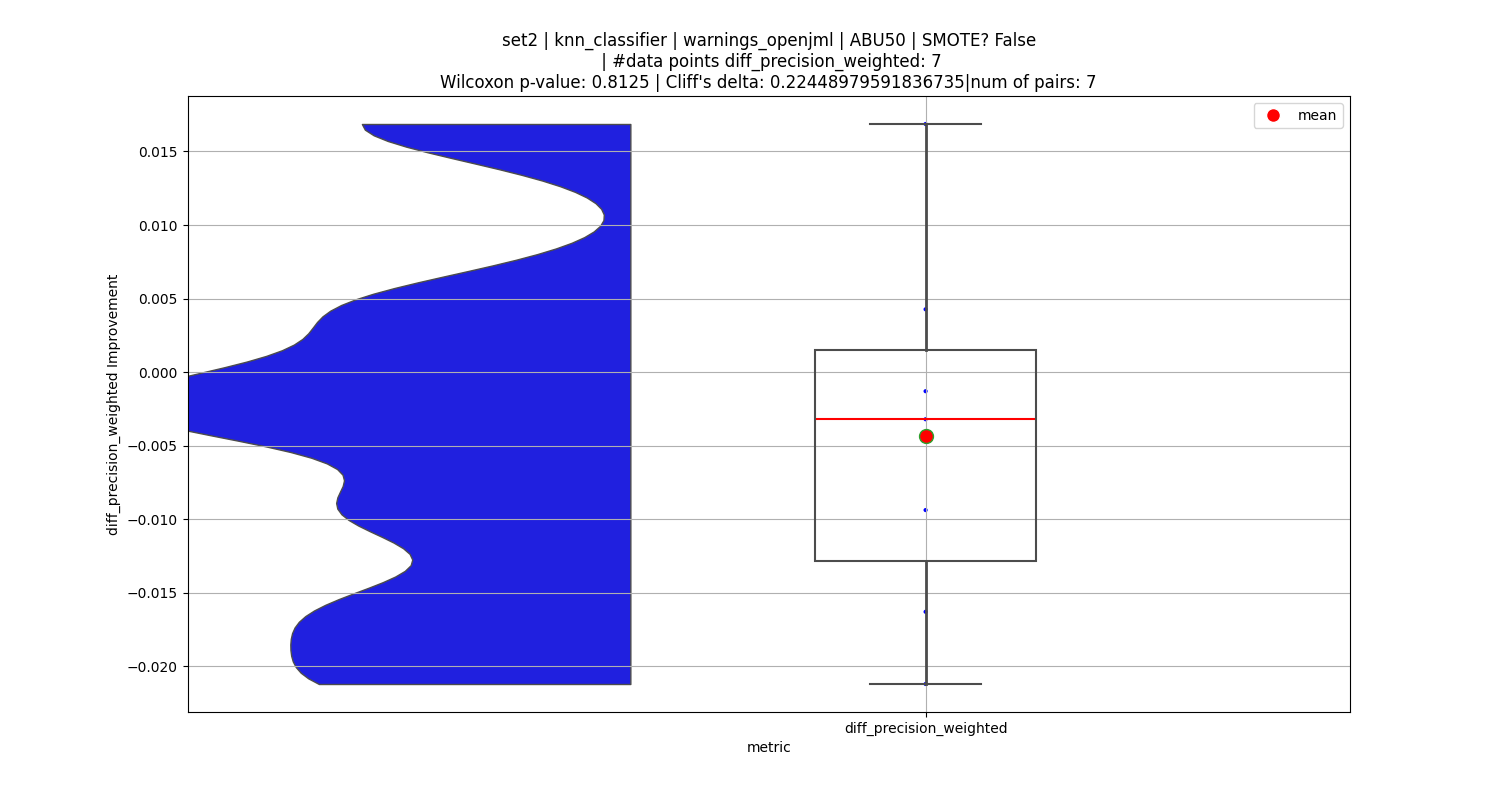 set2 | knn_classifier | warnings_openjml | ABU50 | SMOTE? False
| #data points diff_precision_weighted: 7
Wilcoxon p-value: 0.8125 | Cliff's delta: 0.22448979591836735|num of pairs: 7
mean
0.015
0.010
0.005
0.000
−0.005
−0.010
−0.015
−0.020
diff_precision_weighted Improvement
diff_precision_weighted
metric